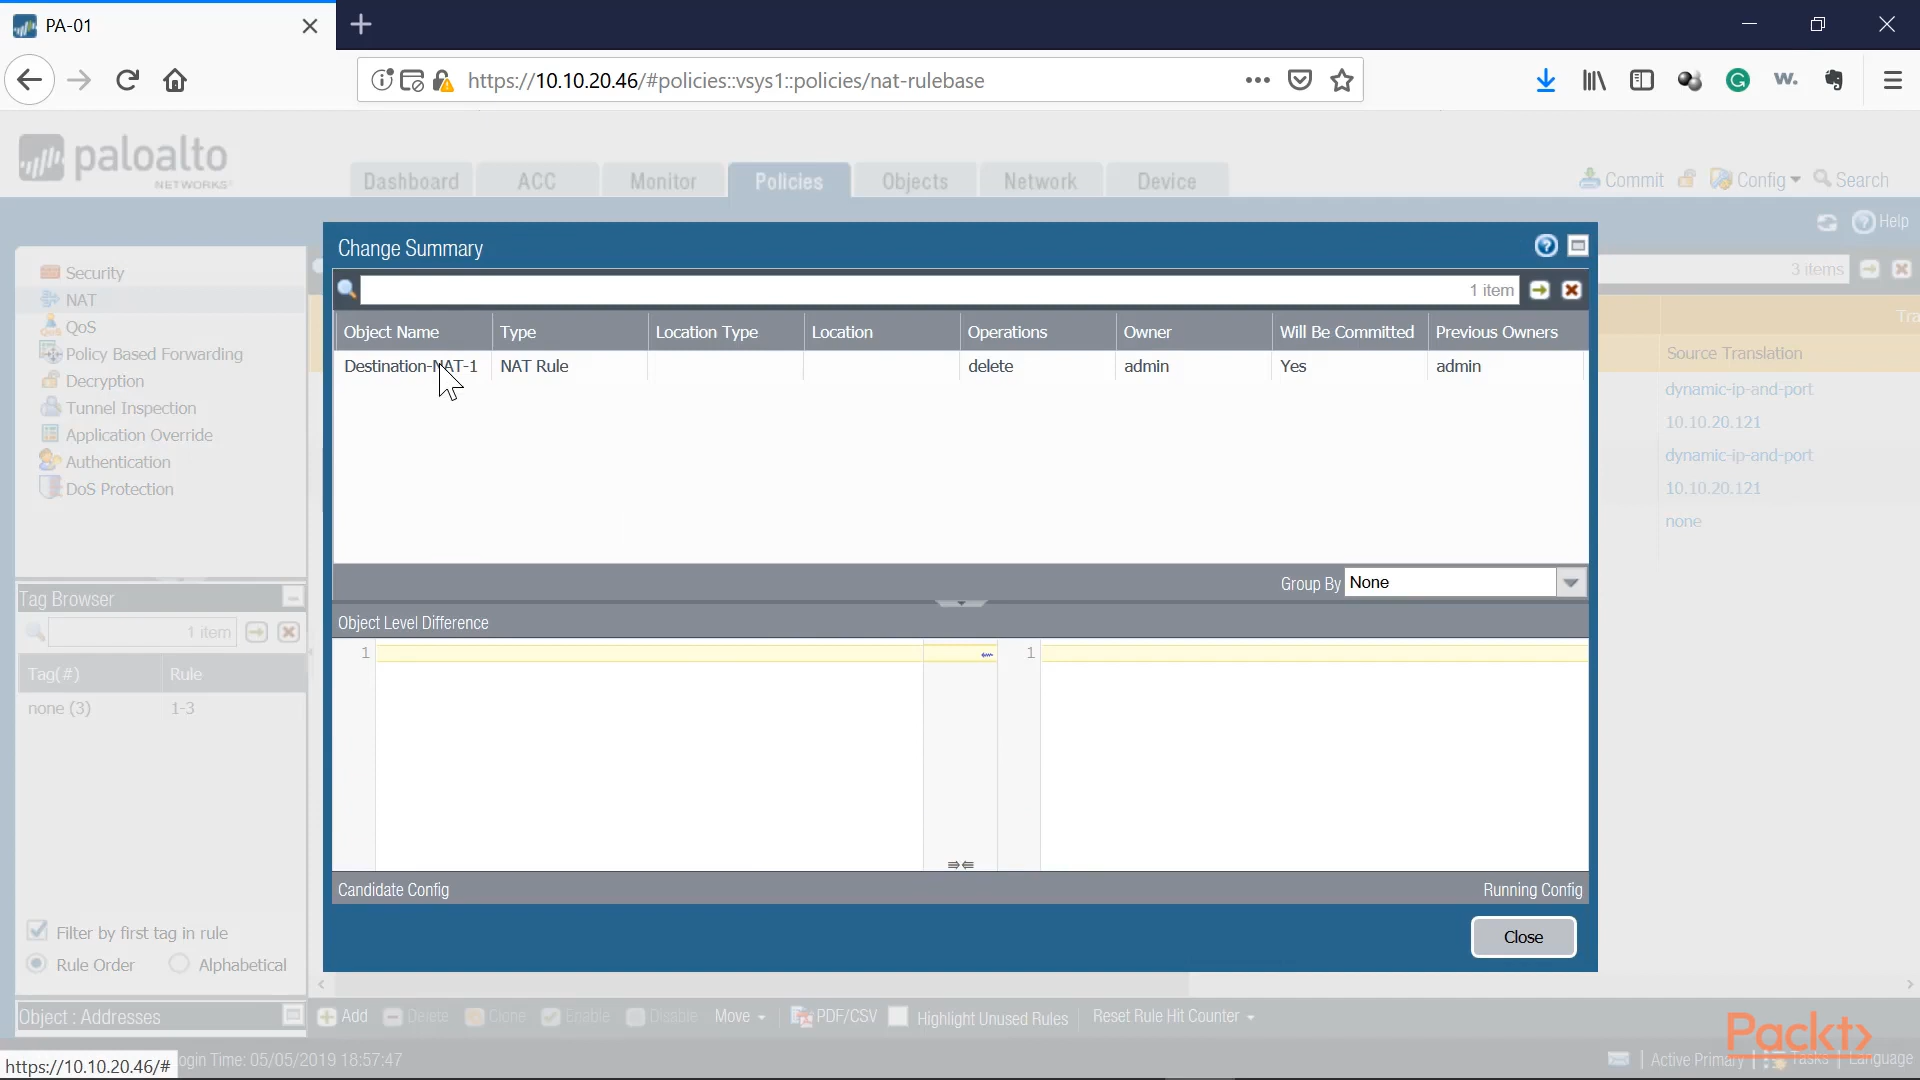 PA-01
https://10.10.20.46/#policies::vsys1::policies/nat-rulebase
w.
paloalto
NETWORKS
Dashboard ACC Monitor Policies Objects Network Device
Commit Config Search
Help
Change Summary
Security
3 items
NAT
1 item
QoS
Object Name Type Location Type Location Operations Owner Will Be Committed Previous Owners
Policy Based Forwarding
Source Translation
Destination-NAT-1 NAT Rule delete admin Yes admin
Decryption
dynamic-ip-and-port
Tunnel Inspection
10.10.20.121
Application Override
dynamic-ip-and-port
Authentication
10.10.20.121
DoS Protection
none
Group By None
Tag Browser
Object Level Difference
1 item
1 1
Tag(#) Rule
none (3) 1-3
Candidate Config Running Config
Filter by first tag in rule
Close
Rule Order Alphabetical
Object : Addresses
Add Delete Clone Enable Disable Move PDF/CSV Highlight Unused Rules Reset Rule Hit Counter
Packt>
https://10.10.20.46/# ogin Time: 05/05/2019 18:57:47
Active Primary Tasks Language